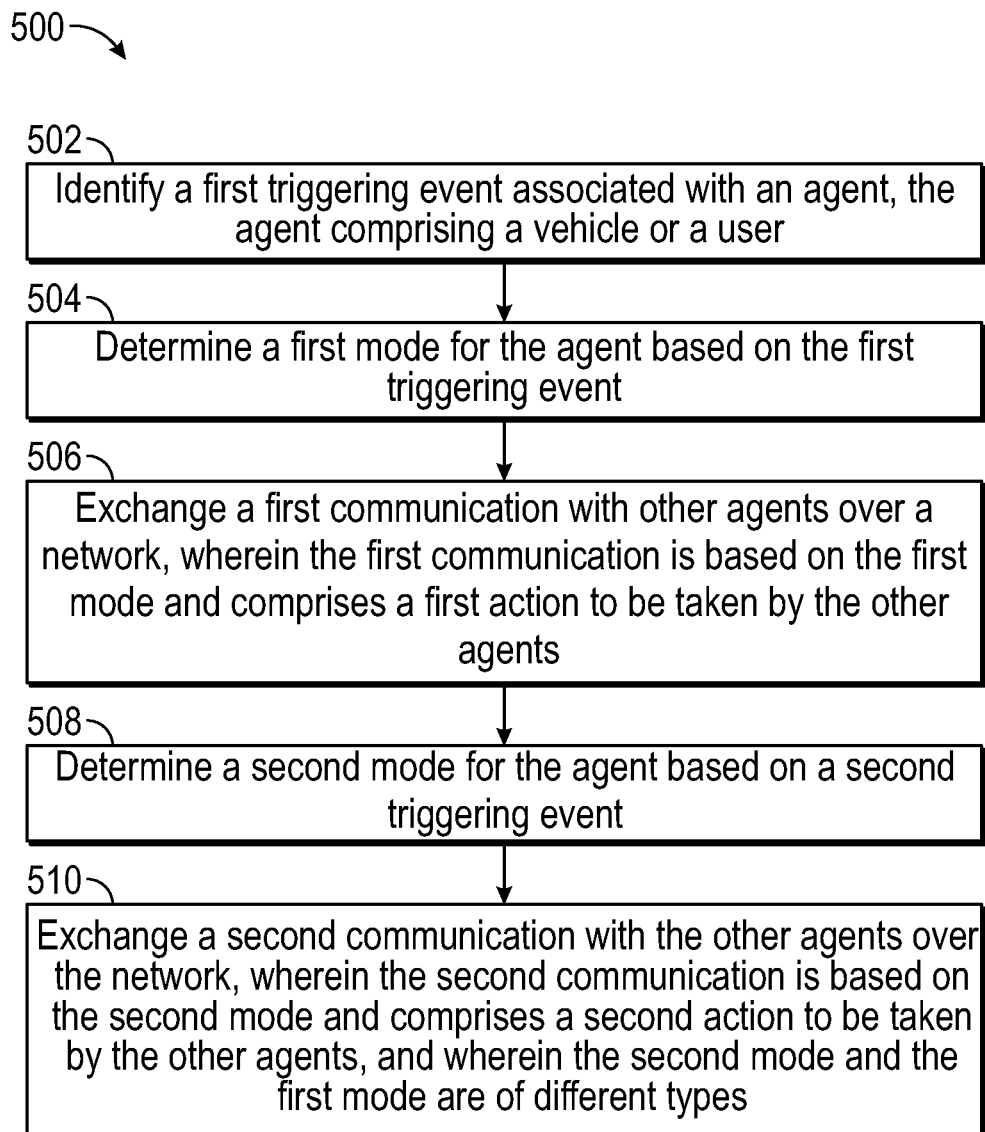 500
502
Identify a first triggering event associated with an agent, the
agent comprising a vehicle or a user
504
Determine a first mode for the agent based on the first
triggering event
506
Exchange a first communication with other agents over a
network, wherein the first communication is based on the first
mode and comprises a first action to be taken by the other
agents
508
Determine a second mode for the agent based on a second
triggering event
510
Exchange a second communication with the other agents over
the network, wherein the second communication is based on
the second mode and comprises a second action to be taken
by the other agents, and wherein the second mode and the
first mode are of different types